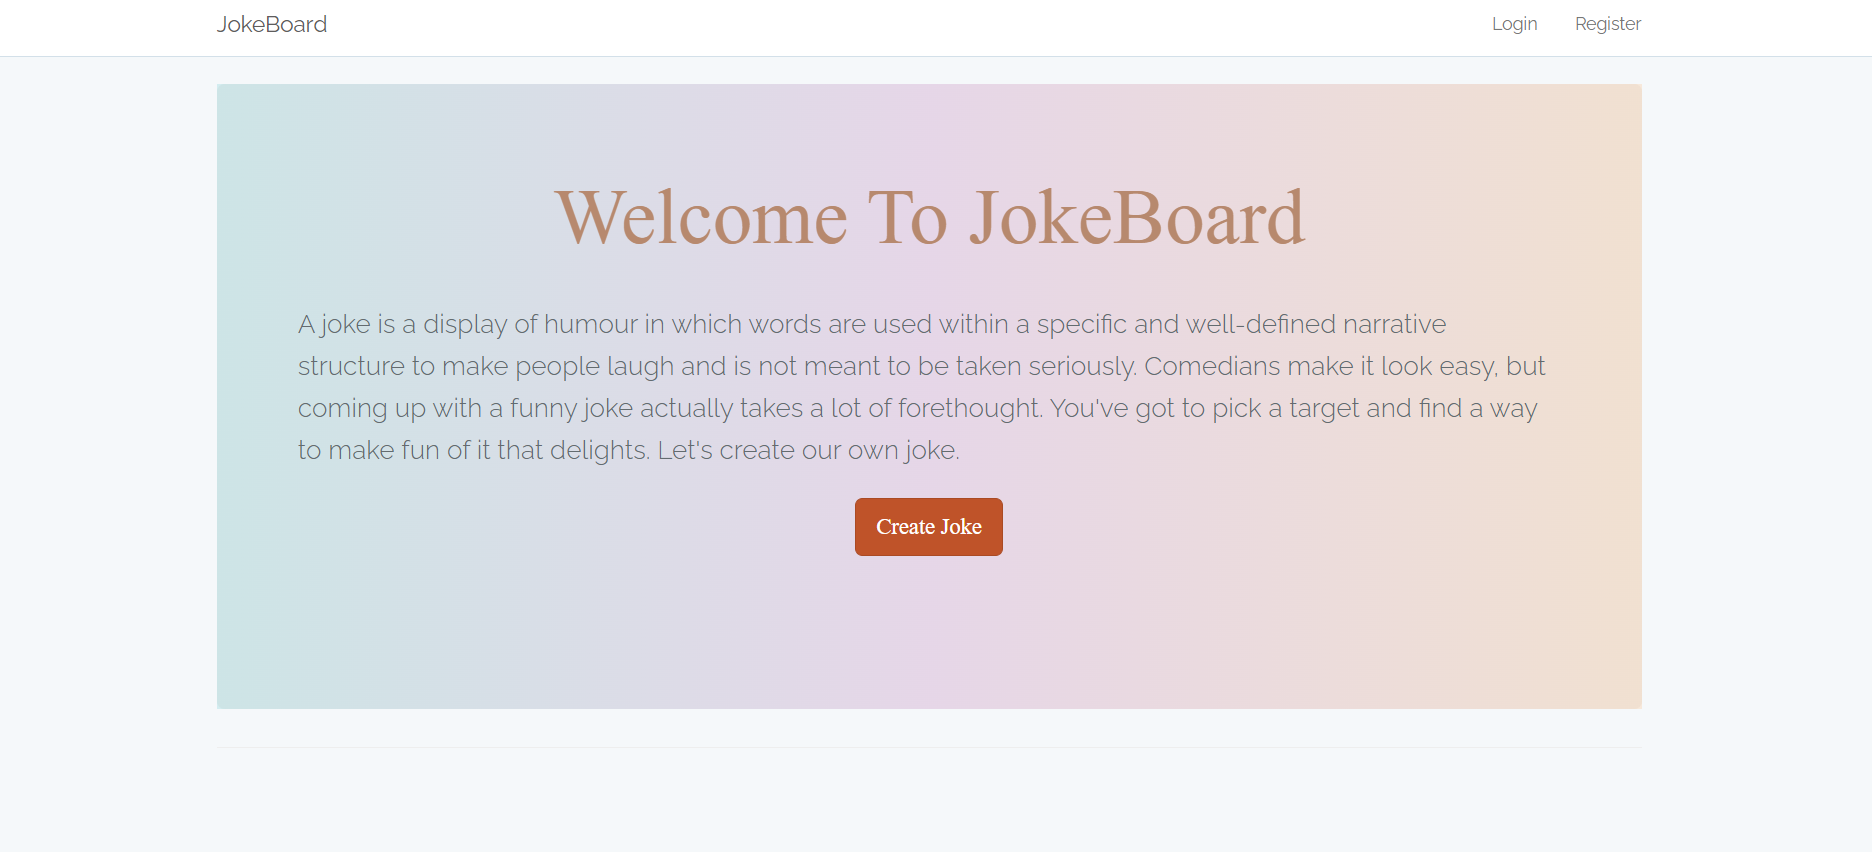 JokeBoard
Login
Register
Welcome To JokeBoard
A joke is a display of humour in which words are used within a specific and well-defined narrative
structure to make people laugh and is not meant to be taken seriously. Comedians make it look easy, but
coming up with a funny joke actually takes a lot of forethought. You've got to pick a target and find a way
to make fun of it that delights. Let's create our own joke.
Create Joke